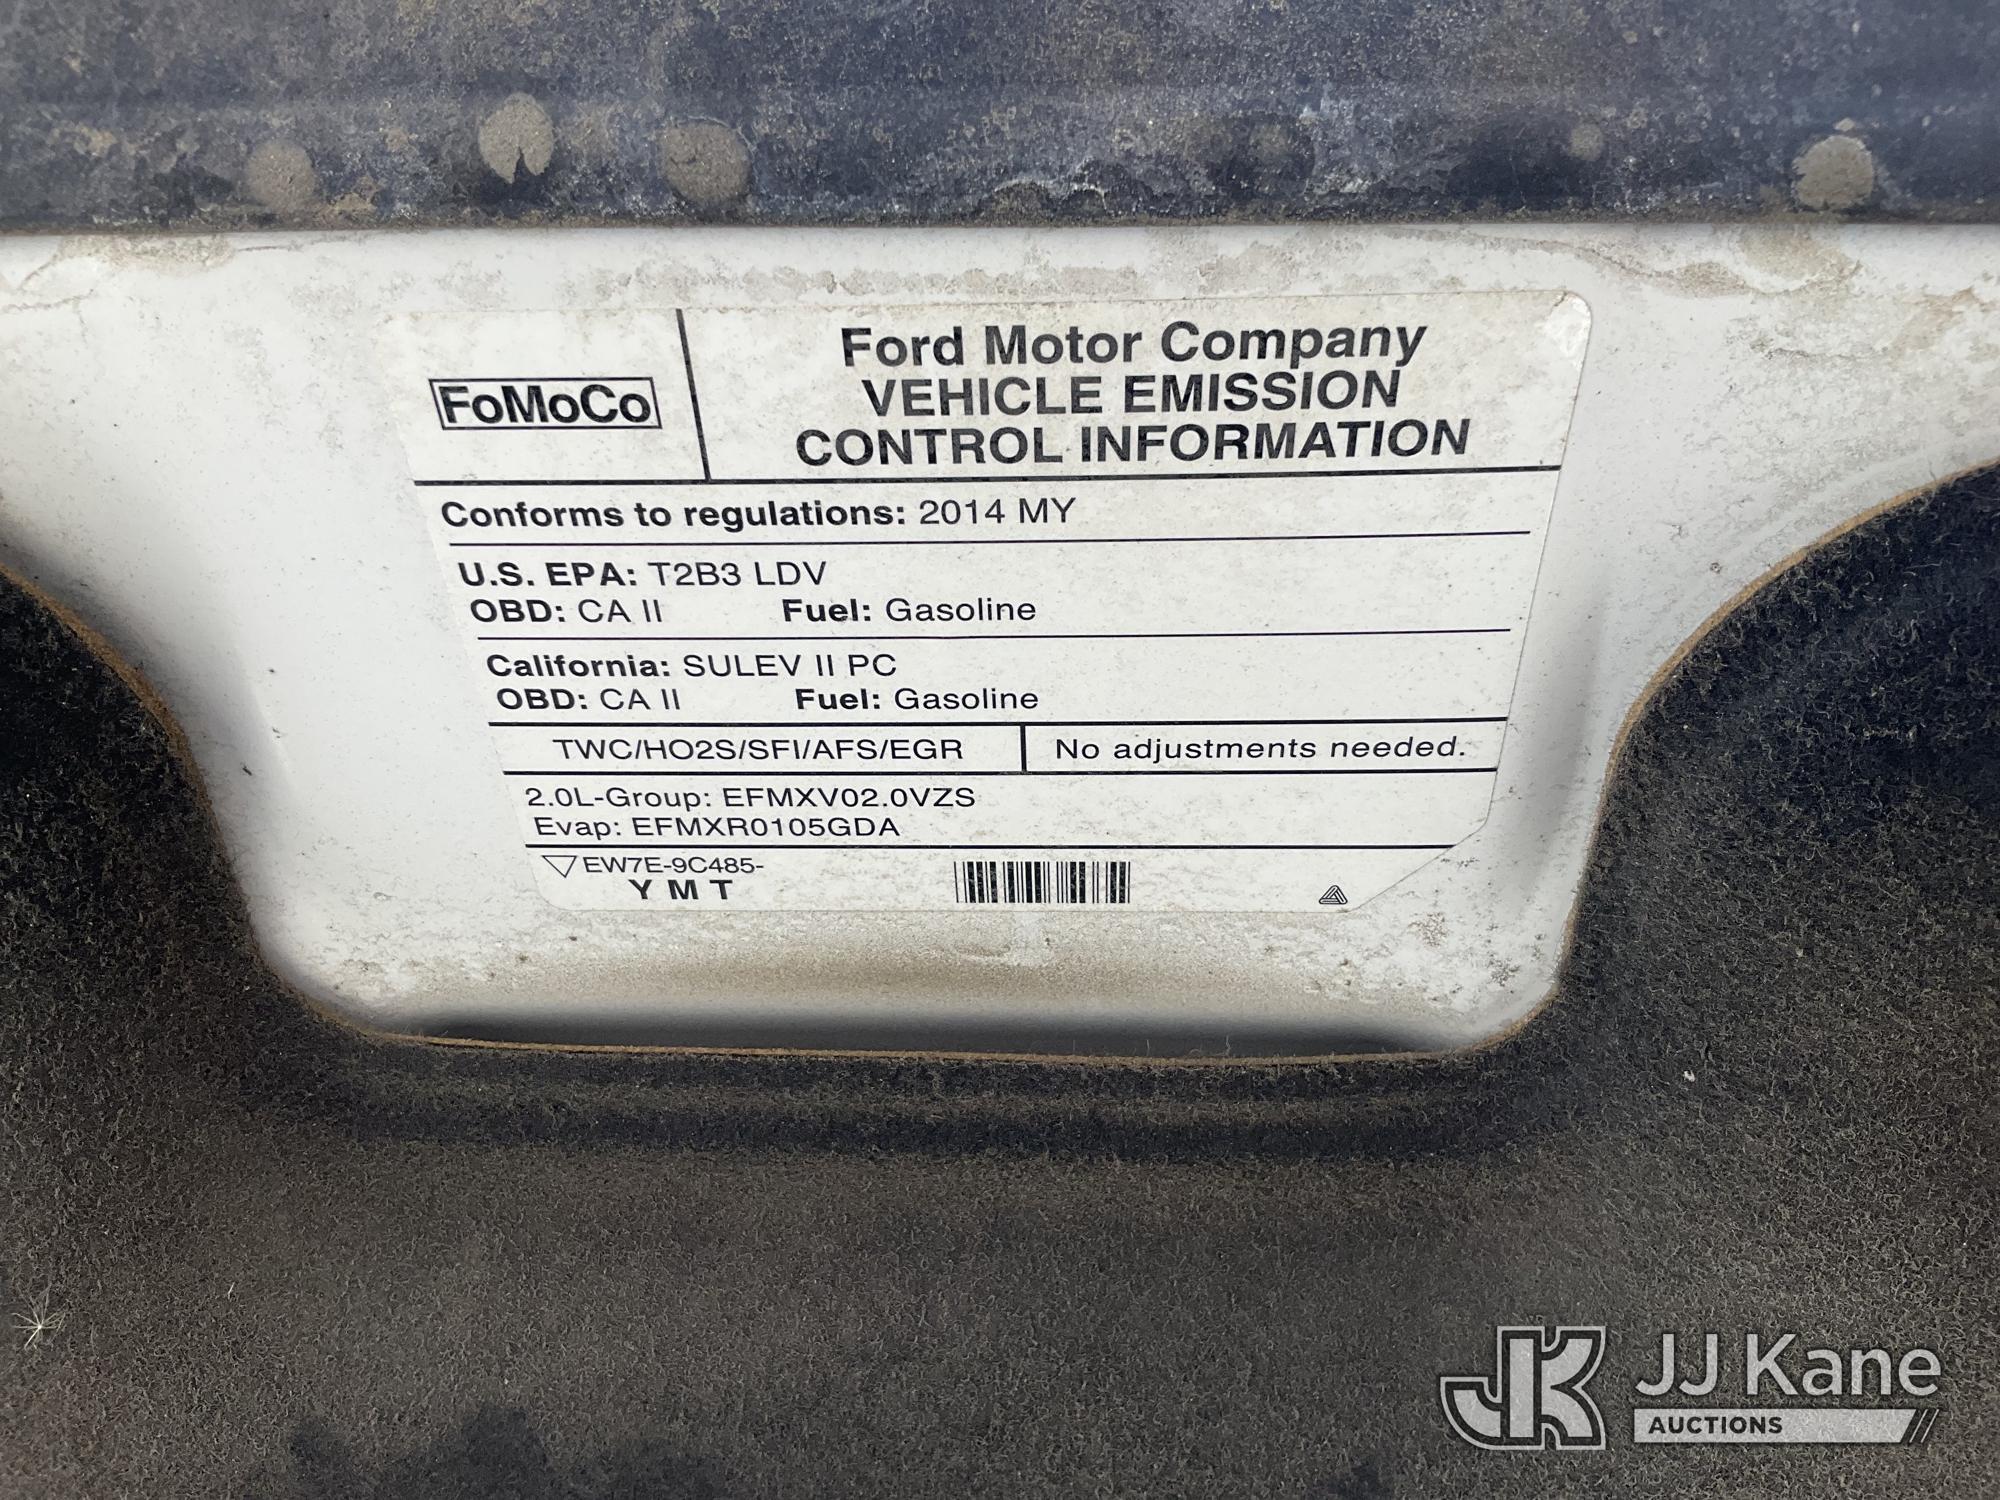 FoMoCo
Ford Motor Company
VEHICLE EMISSION
CONTROL INFORMATION
Conforms to regulations: 2014 MY
U.S. EPA: T2B3 LDV
OBD: CA II Fuel: Gasoline
California: SULEV II PC
OBD: CA II Fuel: Gasoline
TWC/HO2S/SFI/AFS/EGR No adjustments needed.
2.0L-Group: EFMXV02.0VZS
Evap: EFMXR0105GDA
EW7E-9C485-
Y M T
JK JJ Kane
AUCTIONS